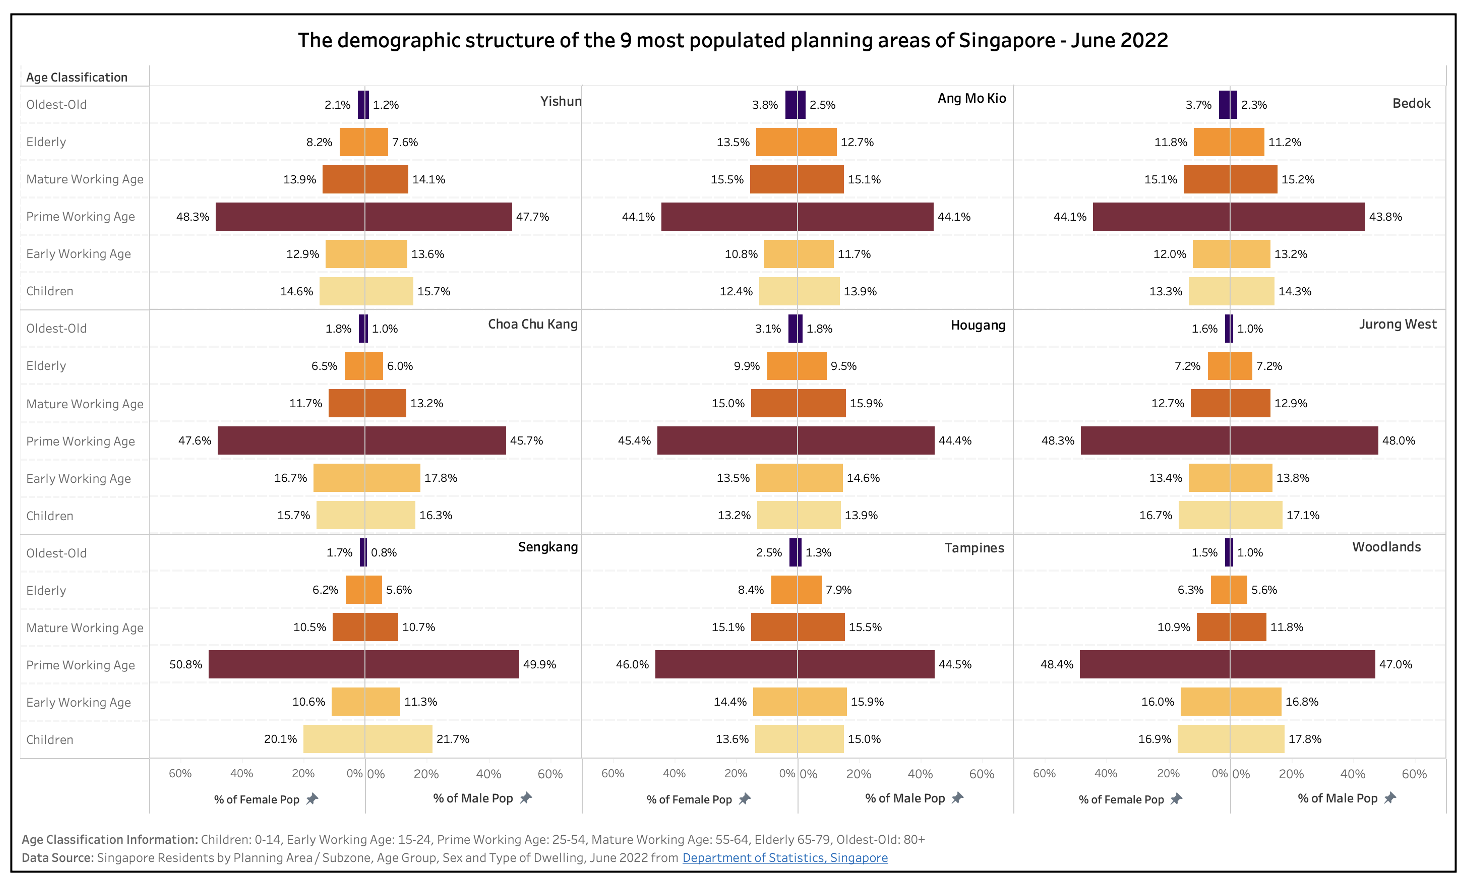 The demographic structure of the 9 most populated planning areas of Singapore - June 2022
Age Classification
Oldest-Old 2.1% 1.2% Yishun 3.8% 2.5% Ang Mo Kio 3.7% 2.3% Bedok
Elderly 8.2% 7.6% 13.5% 12.7% 11.8% 11.2%
Mature Working Age 13.9% 14.1% 15.5% 15.1% 15.1% 15.2%
Prime Working Age 48.3% 47.7% 44.1% 44.1% 44.1% 43.8%
Early Working Age 12.9% 13.6% 10.8% 11.7% 12.0% 13.2%
Children 14.6% 15.7% 12.4% 13.9% 13.3% 14.3%
Oldest-Old 1.8% 1.0% Choa Chu Kang 3.1% 1.8% Hougang 1.6% 1.0% Jurong West
Elderly 6.5% 6.0% 9.9% 9.5% 7.2% 7.2%
Mature Working Age 11.7% 13.2% 15.0% 15.9% 12.7% 12.9%
Prime Working Age 47.6% 45.7% 45.4% 44.4% 48.3% 48.0%
Early Working Age 16.7% 17.8% 13.5% 14.6% 13.4% 13.8%
Children 15.7% 16.3% 13.2% 13.9% 16.7% 17.1%
Oldest-Old 1.7% 0.8% Sengkang 2.5% 1.3% Tampines 1.5% 1.0% Woodlands
Elderly 6.2% 5.6% 8.4% 7.9% 6.3% 5.6%
Mature Working Age 10.5% 10.7% 15.1% 15.5% 10.9% 11.8%
Prime Working Age 50.8% 49.9% 46.0% 44.5% 48.4% 47.0%
Early Working Age 10.6% 11.3% 14.4% 15.9% 16.0% 16.8%
Children 20.1% 21.7% 13.6% 15.0% 16.9% 17.8%
60% 40% 20% 0% 0% 20% 40% 60% 60% 40% 20% 0% 0% 20% 40% 60% 60% 40% 20% 0% 0% 20% 40% 60%
% of Female Pop % of Male Pop % of Female Pop % of Male Pop % of Female Pop % of Male Pop
Age Classification Information: Children: 0-14, Early Working Age: 15-24, Prime Working Age: 25-54, Mature Working Age: 55-64, Elderly 65-79, Oldest-Old: 80+
Data Source: Singapore Residents by Planning Area / Subzone, Age Group, Sex and Type of Dwelling, June 2022 from Department of Statistics, Singapore